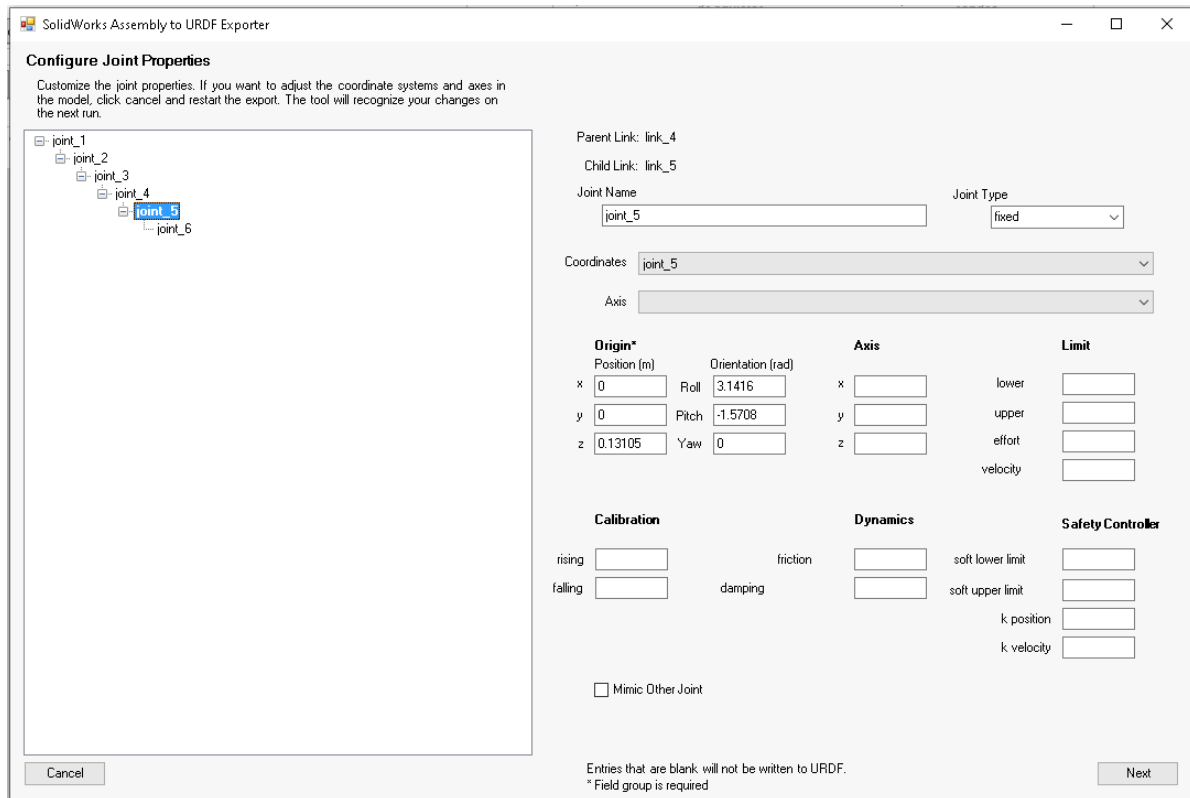 SolidWorks Assembly to URDF Exporter
Configure Joint Properties
Customize the joint properties. If you want to adjust the coordinate systems and axes in
the model, click cancel and restart the export. The tool will recognize your changes on
the next run.
joint_1
joint_2
joint_3
joint_4
joint_5
joint_6
Parent Link: link_4
Child Link: link_5
Joint Name
joint_5
Joint Type
fixed
Coordinates joint_5
Axis
Origin* Axis Limit
Position (m) Orientation (rad)
x 0 Roll 3.1416 x lower
y 0 Pitch -1.5708 y upper
z 0.13105 Yaw 0 z effort
velocity
Calibration Dynamics Safety Controller
rising friction soft lower limit
falling damping soft upper limit
k position
k velocity
Mimic Other Joint
Cancel
Entries that are blank will not be written to URDF.
* Field group is required
Next